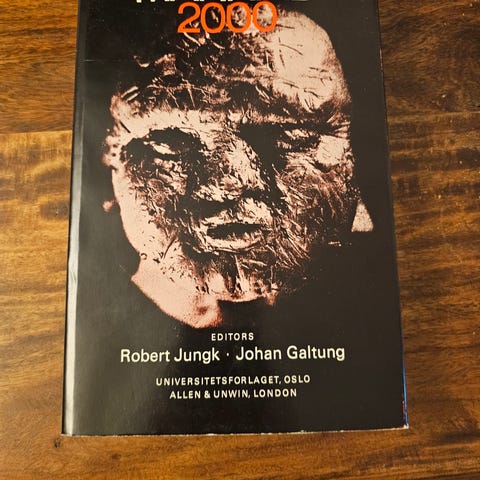 2000
EDITORS
Robert Jungk · Johan Galtung
UNIVERSITETSFORLAGET, OSLO
ALLEN & UNWIN, LONDON